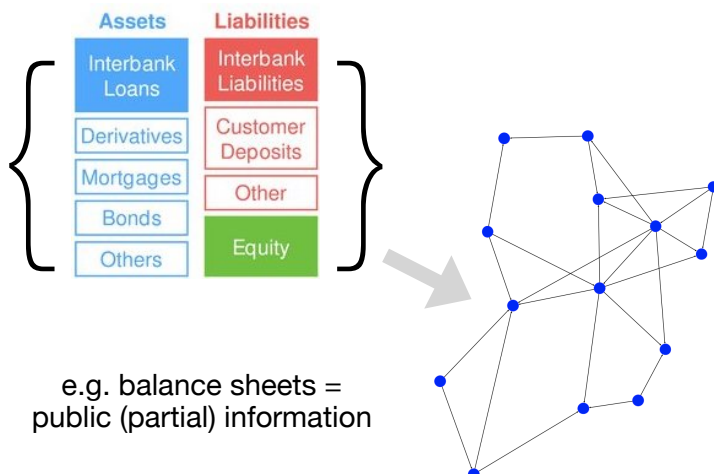 Assets
Liabilities
Interbank
Loans
Derivatives
Mortgages
Bonds
Others
Interbank
Liabilities
Customer
Deposits
Other
Equity
e.g. balance sheets =
public (partial) information